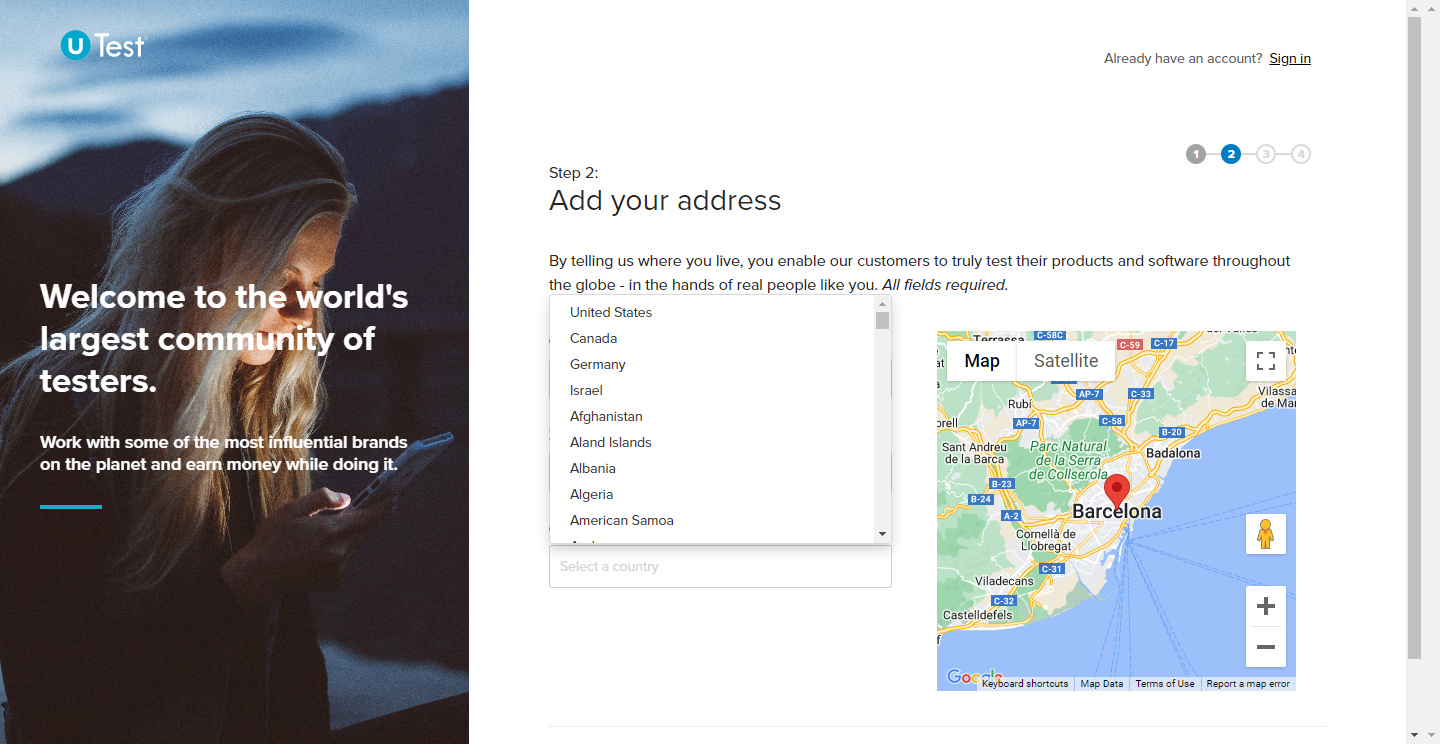 U Test
Already have an account? Sign in
1 2 3 4
Step 2:
Add your address
By telling us where you live, you enable our customers to truly test their products and software throughout
the globe - in the hands of real people like you. All fields required.
Welcome to the world's
largest community of
testers.
Work with some of the most influential brands
on the planet and earn money while doing it.
United States
Canada
Germany
Israel
Afghanistan
Aland Islands
Albania
Algeria
American Samoa
Select a country
Map
Satellite
Terrassa
C-58C
C-59
C-17
Rubí
AP-7
C-33
Vilassa
de Mar
AP-7
C-58
B-20
Sant Andreu
de la Barca
Parc Natural
de la Serra
de Collserola
Badalona
B-23
B-24
A-2
Barcelona
Cornellà de
Llobregat
C-31
Viladecans
C-32
Castelldefels
Google
Keyboard shortcuts
Map Data
Terms of Use
Report a map error